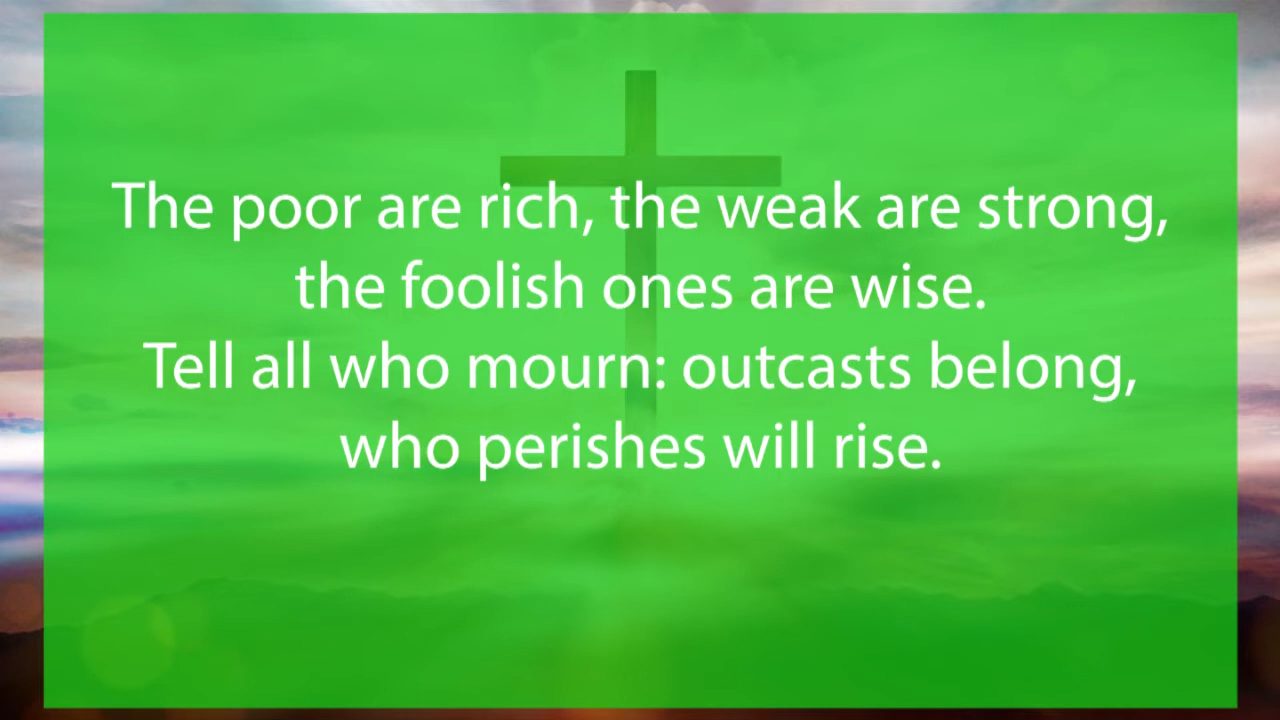 The poor are rich, the weak are strong,
the foolish ones are wise.
Tell all who mourn: outcasts belong,
who perishes will rise.